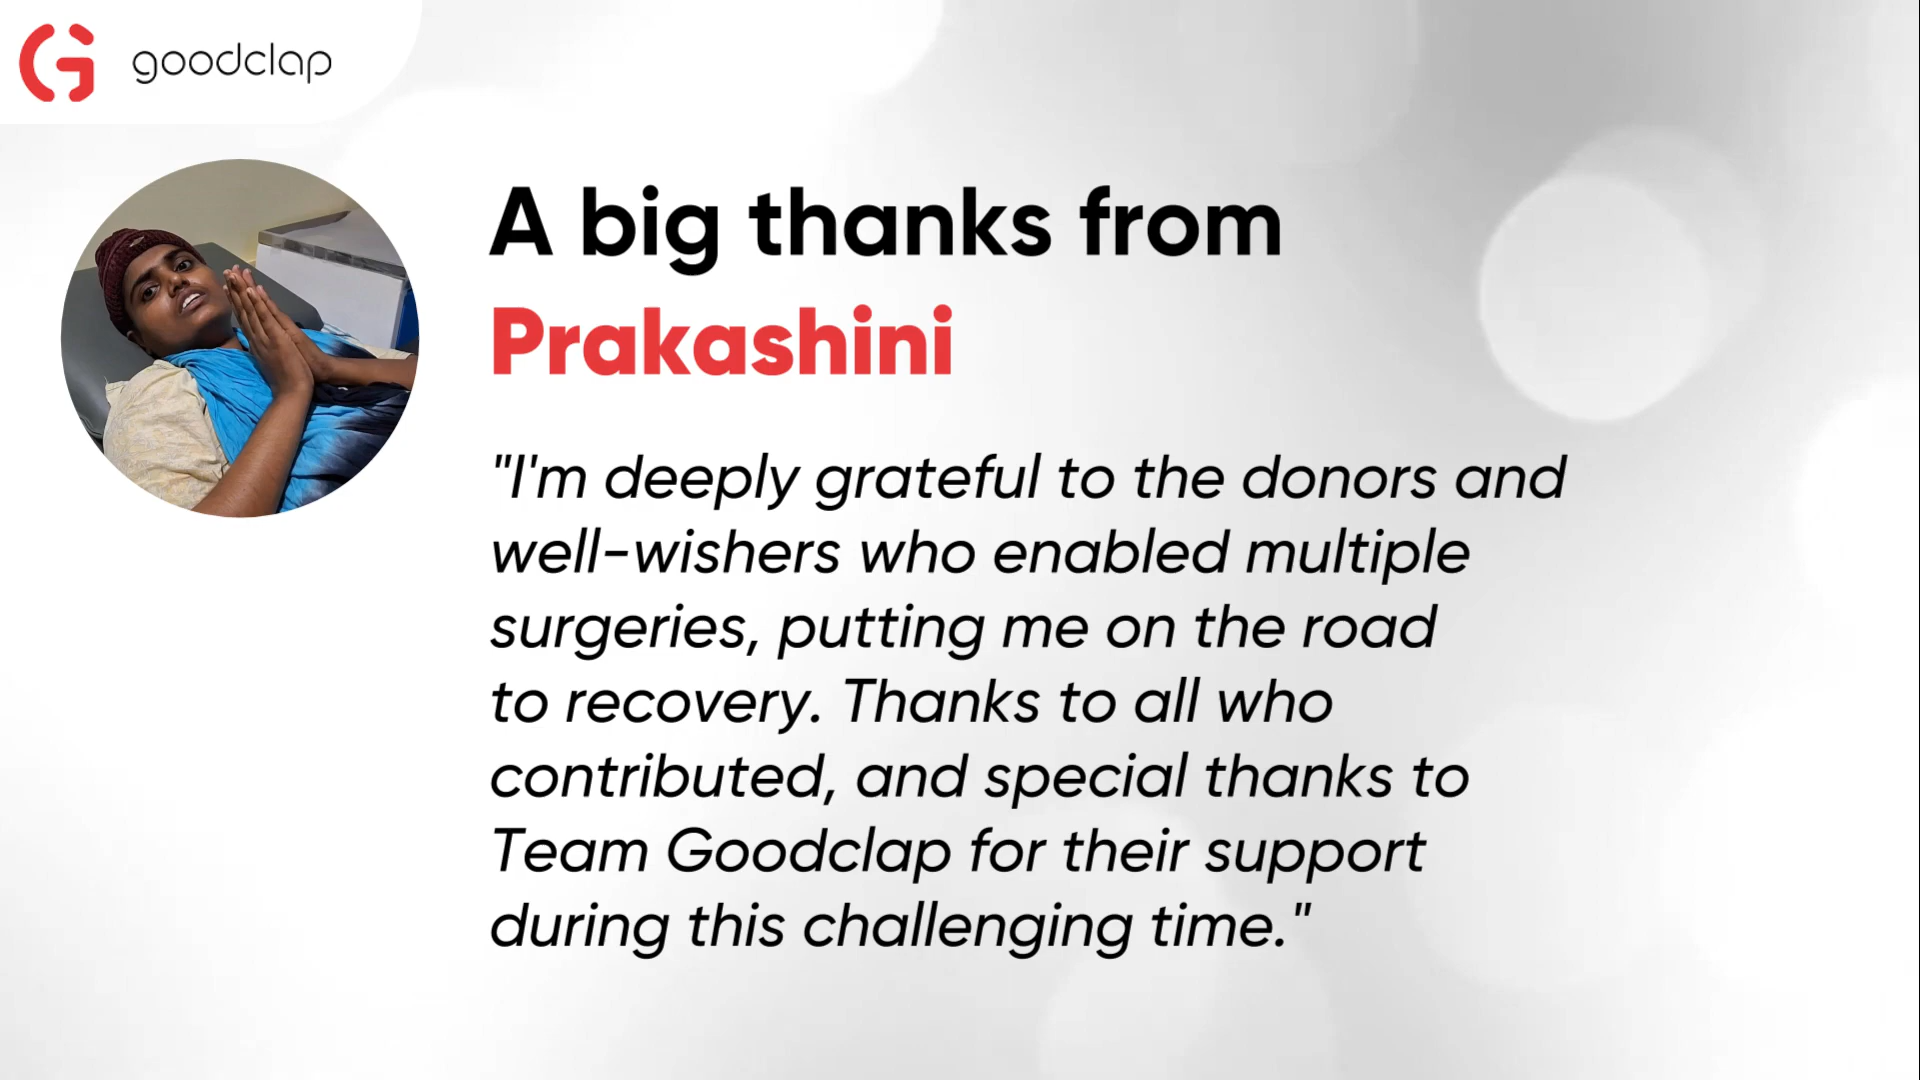 goodclap
A big thanks from
Prakashini
"I'm deeply grateful to the donors and
well-wishers who enabled multiple
surgeries, putting me on the road
to recovery. Thanks to all who
contributed, and special thanks to
Team Goodclap for their support
during this challenging time."